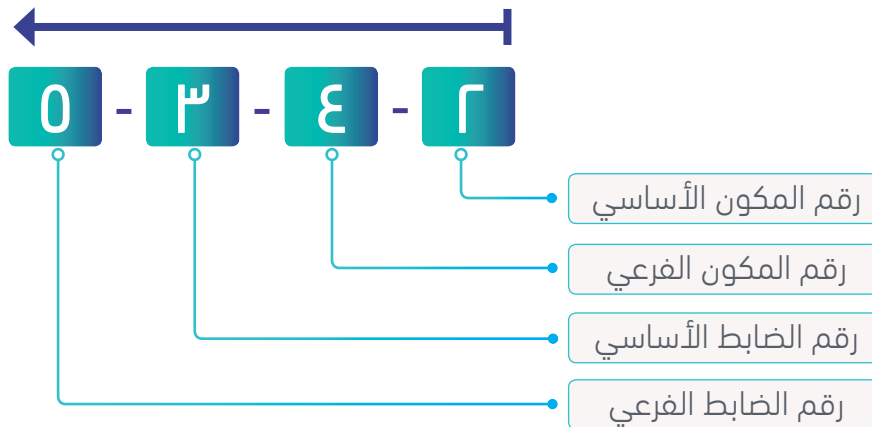 ٢ - ٤ - ٣ - ٥
رقم المكون الأساسي
رقم المكون الفرعي
رقم الضابط الأساسي
رقم الضابط الفرعي